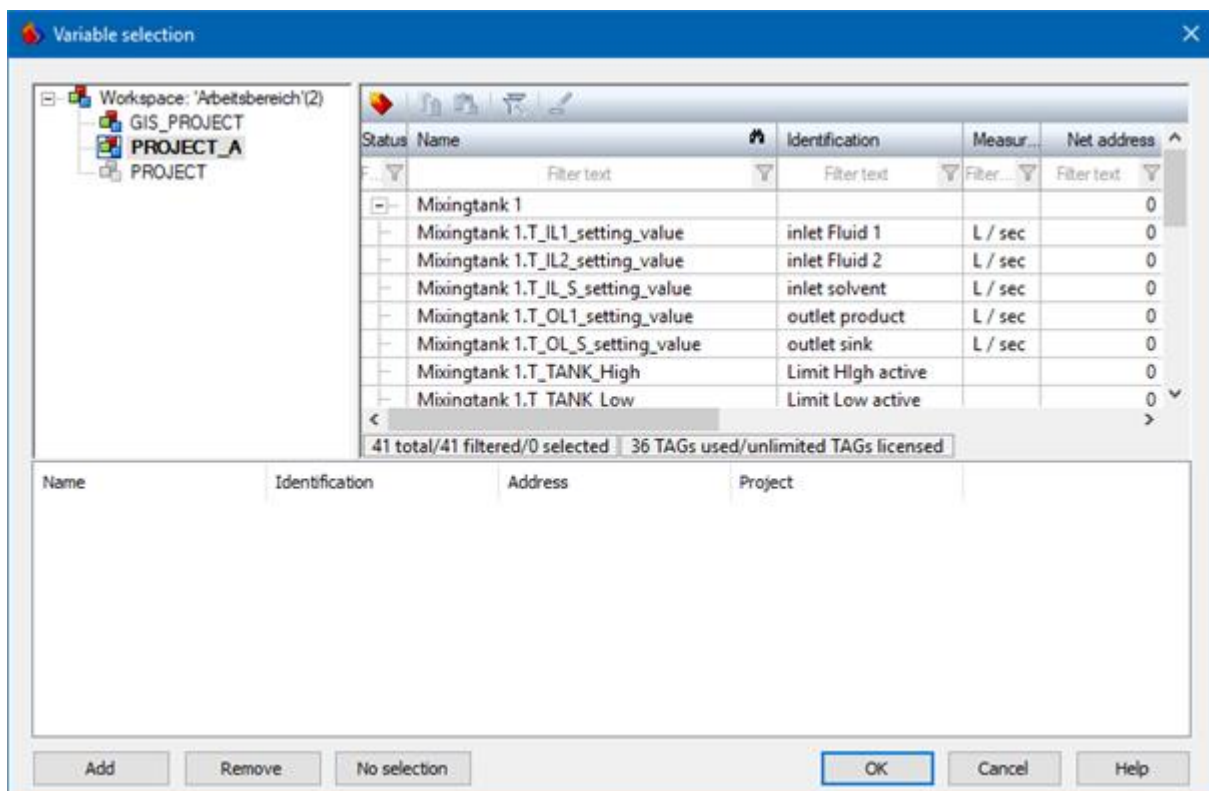 Variable selection
Workspace: 'Arbeitsbereich'(2)
GIS_PROJECT
PROJECT_A
PROJECT
Status Name Identification Measur... Net address
F... Filter text Filter text Filter... Filter text
Mixingtank 1 0
Mixingtank 1.T_IL1_setting_value inlet Fluid 1 L / sec 0
Mixingtank 1.T_IL2_setting_value inlet Fluid 2 L / sec 0
Mixingtank 1.T_IL_S_setting_value inlet solvent L / sec 0
Mixingtank 1.T_OL1_setting_value outlet product L / sec 0
Mixingtank 1.T_OL_S_setting_value outlet sink L / sec 0
Mixingtank 1.T_TANK_High Limit HIgh active 0
Mixingtank 1.T_TANK_Low Limit Low active 0
41 total/41 filtered/0 selected 36 TAGs used/unlimited TAGs licensed
Name Identification Address Project
Add Remove No selection OK Cancel Help